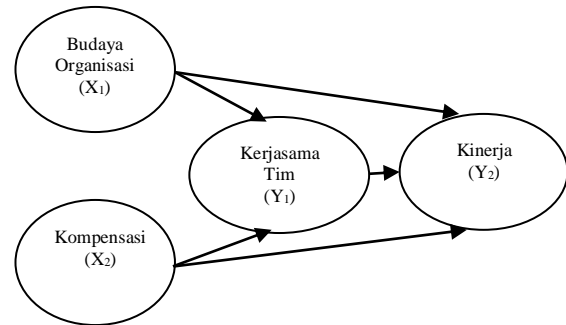 Budaya
Organisasi
(X₁)
Kerjasama
Tim
(Y₁)
Kinerja
(Y₂)
Kompensasi
(X₂)